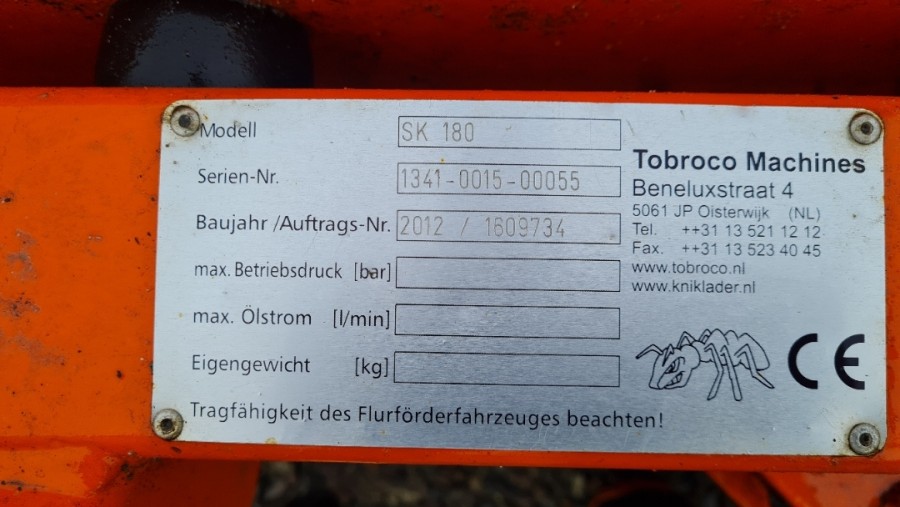 Modell SK 180
Serien-Nr. 1341-0015-00055
Baujahr /Auftrags-Nr. 2012 / 1609734
max. Betriebsdruck [bar]
max. Ölstrom [l/min]
Eigengewicht [kg]
Tragfähigkeit des Flurförderfahrzeuges beachten!
Tobroco Machines
Beneluxstraat 4
5061 JP Oisterwijk (NL)
Tel. ++31 13 521 12 12
Fax. ++31 13 523 40 45
www.tobroco.nl
www.kniklader.nl
CE